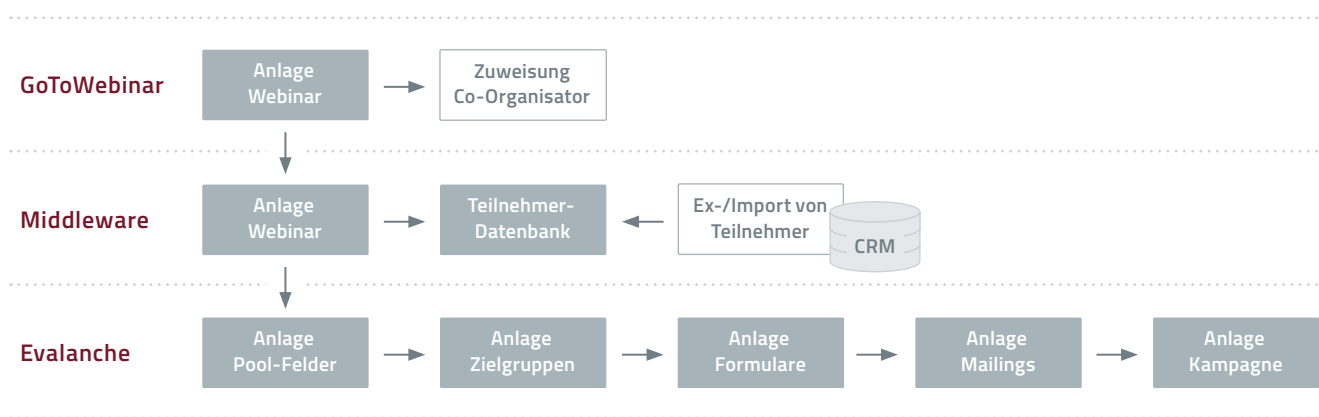 GoToWebinar
Anlage
Webinar
Zuweisung
Co-Organisator
Middleware
Anlage
Webinar
Teilnehmer-
Datenbank
Ex-/Import von
Teilnehmer
CRM
Evalanche
Anlage
Pool-Felder
Anlage
Zielgruppen
Anlage
Formulare
Anlage
Mailings
Anlage
Kampagne